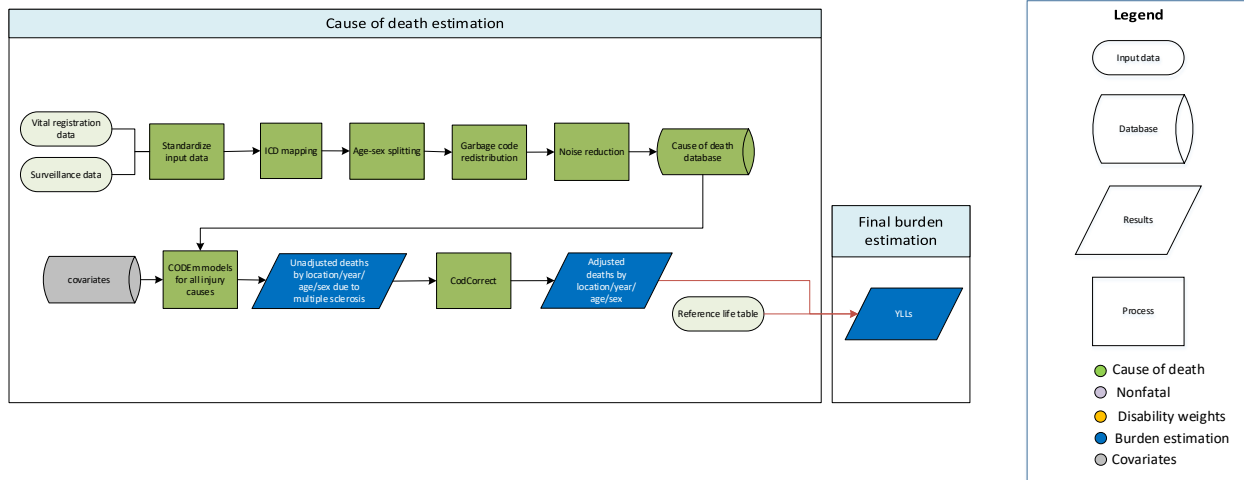 Cause of death estimation
Vital registration
data
Surveillance data
Standardize
input data
ICD mapping
Age-sex splitting
Garbage code
redistribution
Noise reduction
Cause of death
database
covariates
CODEm models
for all injury
causes
Unadjusted deaths
by location/year/
age/sex due to
multiple sclerosis
CodCorrect
Adjusted
deaths by
location/year/
age/sex
Reference life table
Final burden
estimation
YLLs
Legend
Input data
Database
Results
Process
Cause of death
Nonfatal
Disability weights
Burden estimation
Covariates